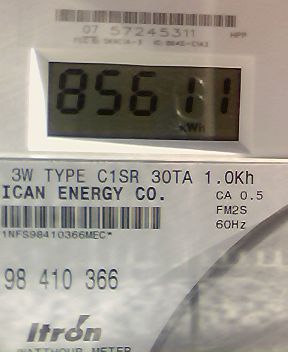 07 57245311 HPP
85611
kWh
3W TYPE C1SR 30TA 1.0Kh
ICAN ENERGY CO.
CA 0.5
FM2S
60Hz
1NFS98410366MEC*
98 410 366
Itron
WATTHOUR METER